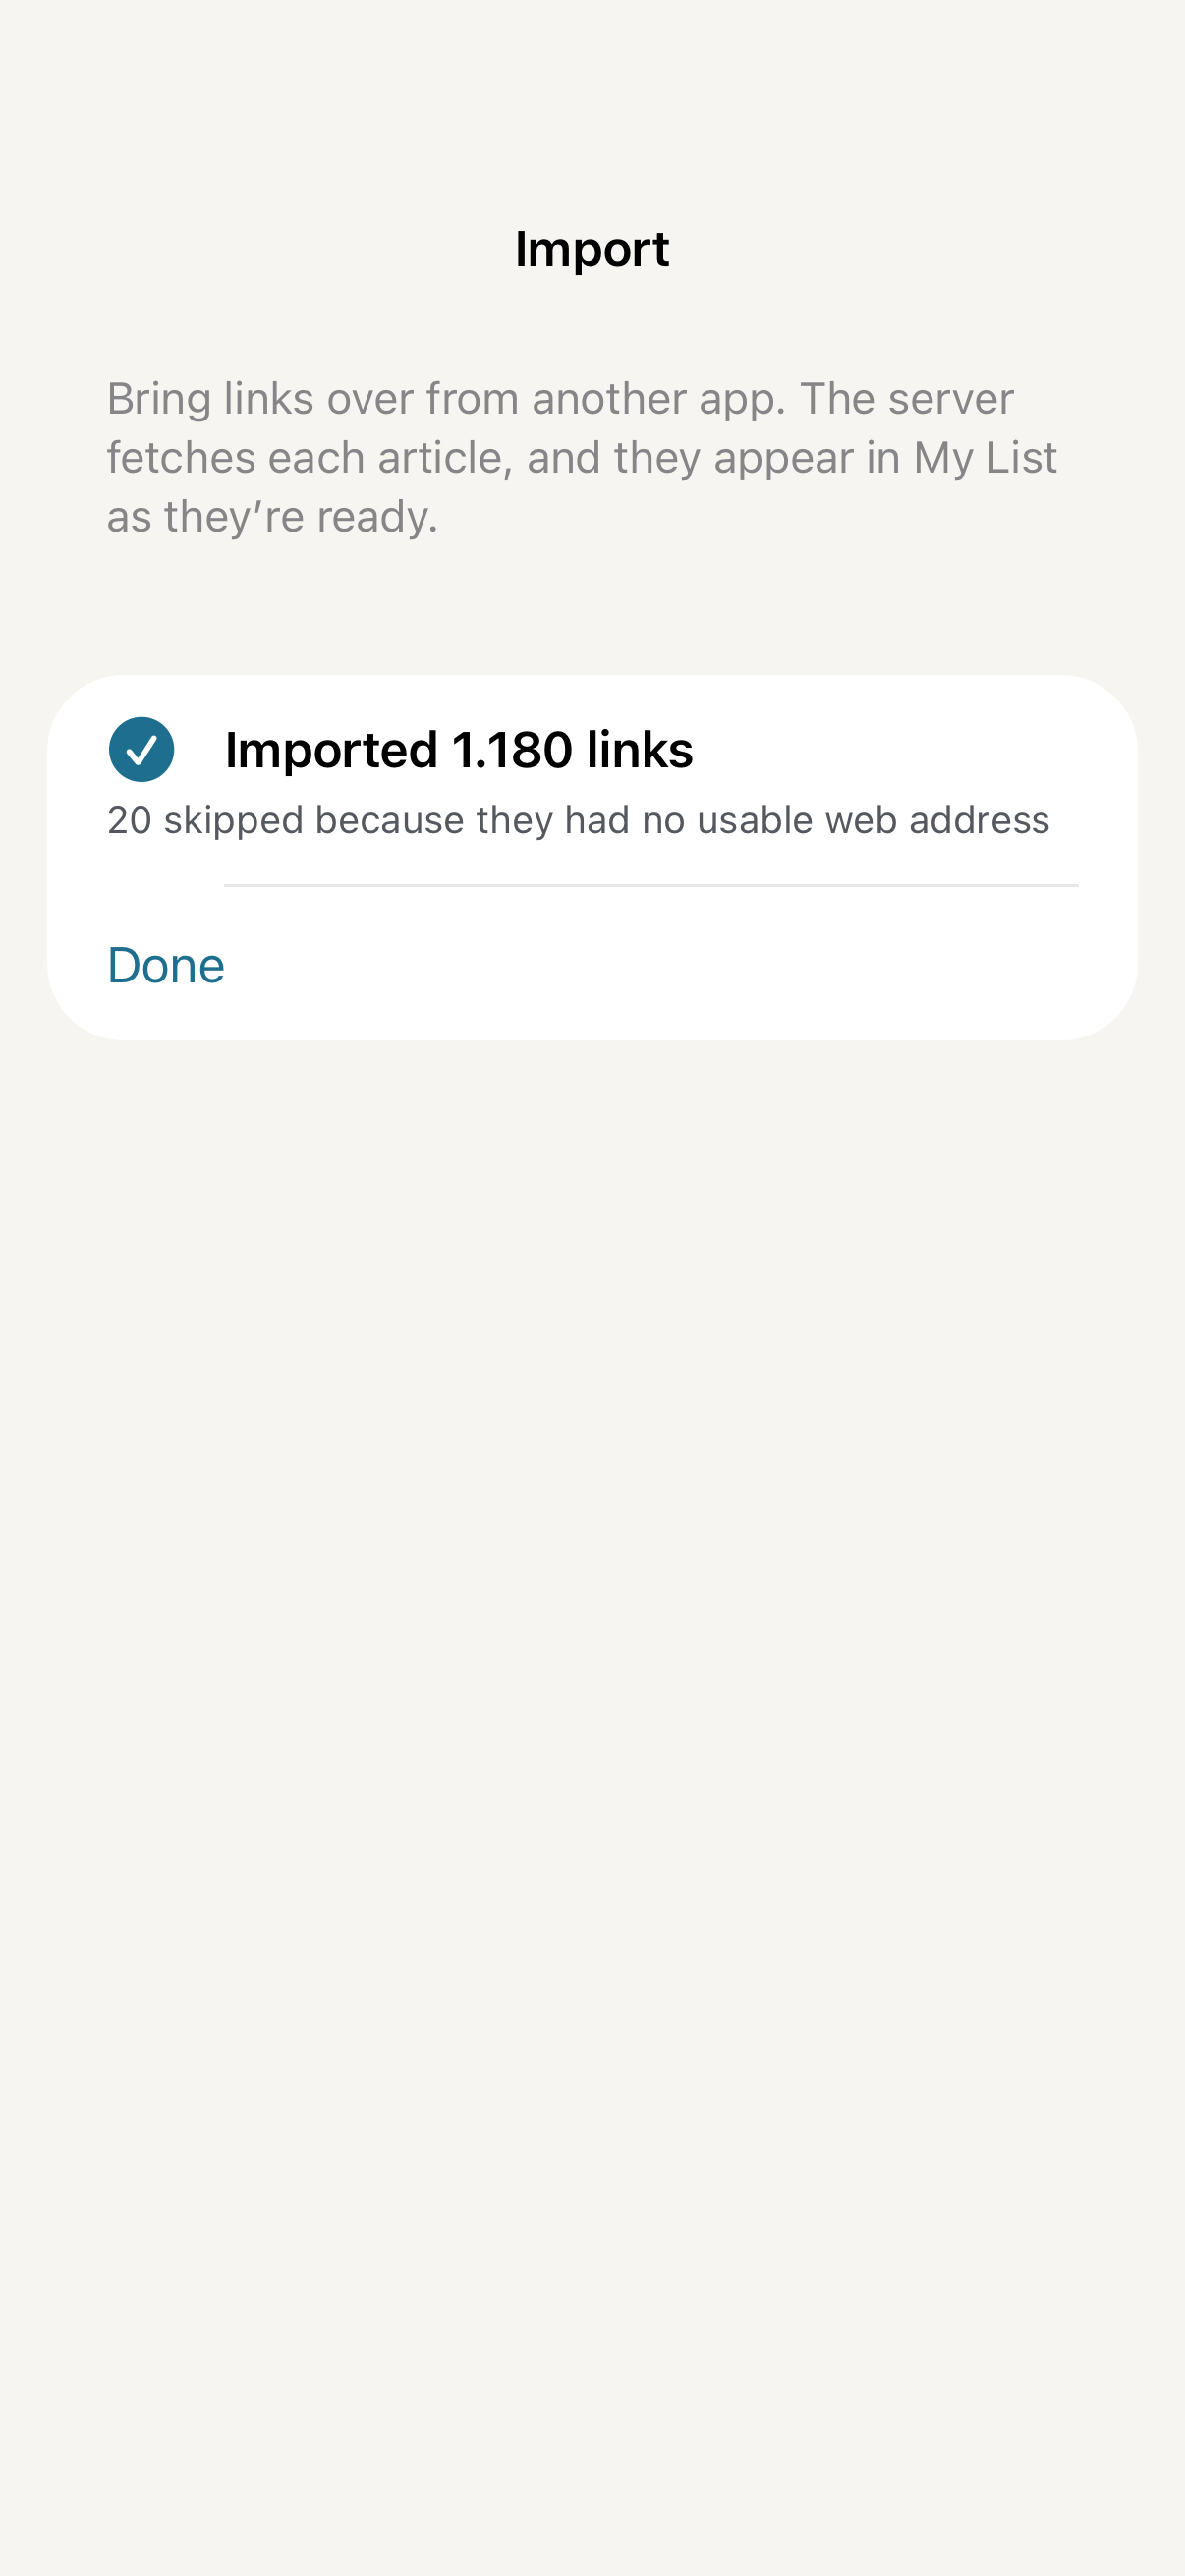 Import
Bring links over from another app. The server
fetches each article, and they appear in My List
as they’re ready.
Imported 1.180 links
20 skipped because they had no usable web address
Done